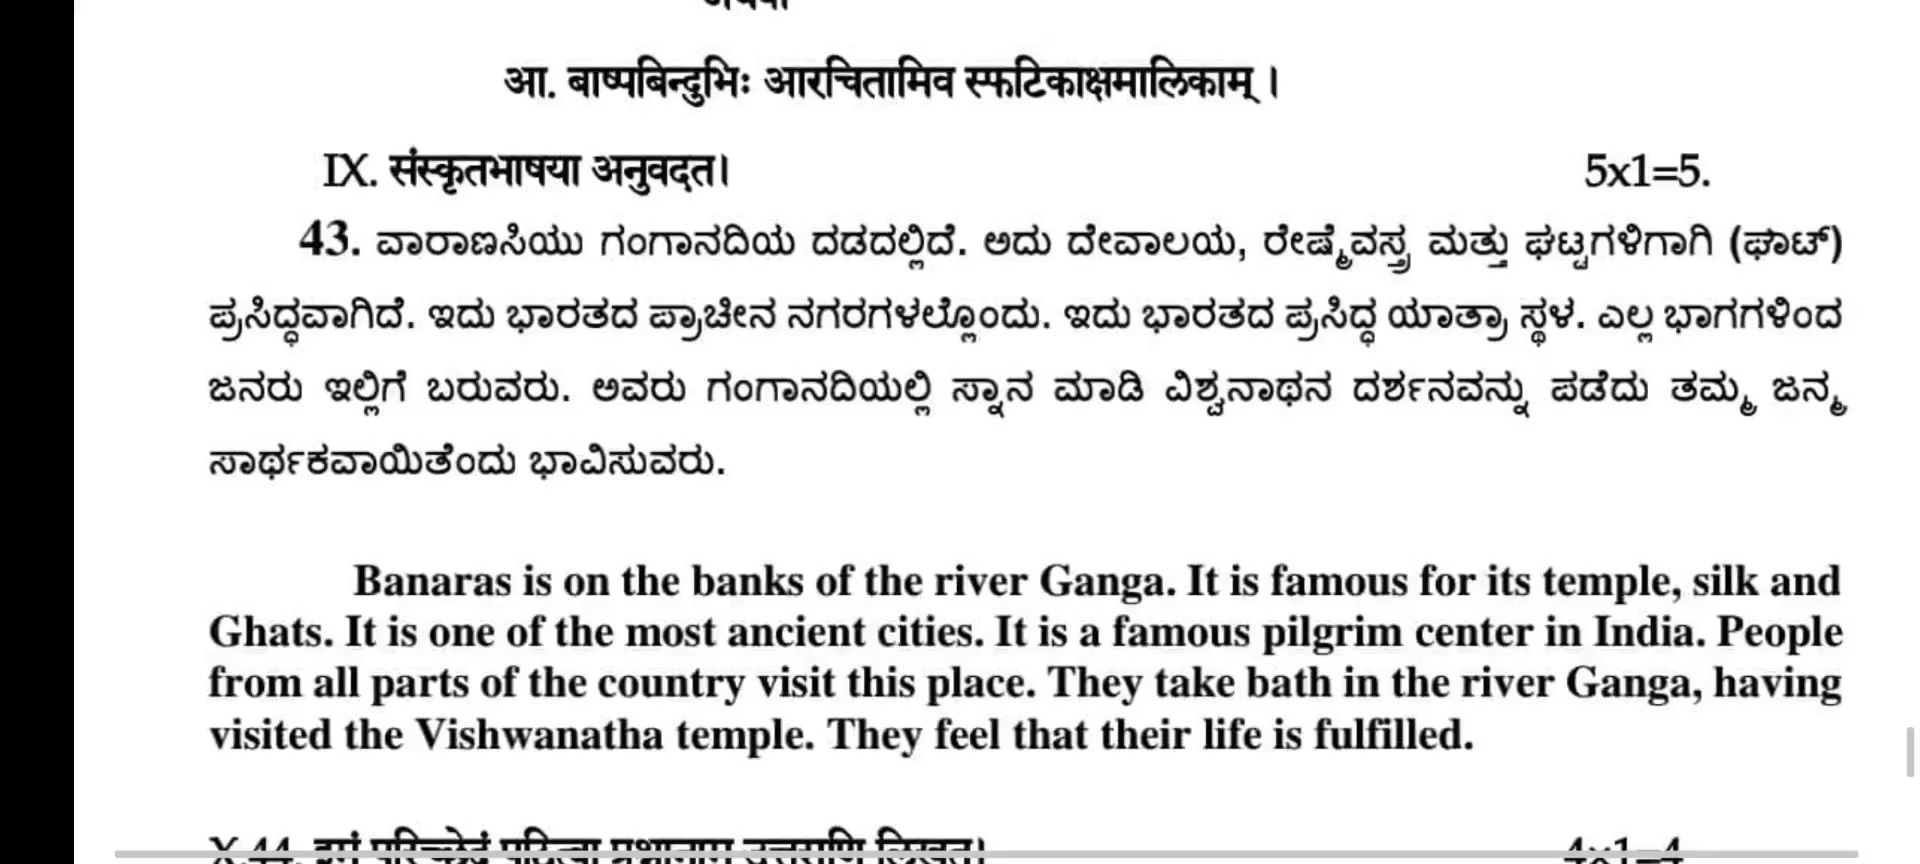 आ. बाष्पबिन्दुभिः आरचितामिव स्फटिकाक्षमालिकाम् ।
IX. संस्कृतभाषया अनुवदत। 5x1=5.
43. ವಾರಾಣಸಿಯು ಗಂಗಾನದಿಯ ದಡದಲ್ಲಿದೆ. ಅದು ದೇವಾಲಯ, ರೇಷ್ಮೆವಸ್ತ್ರ ಮತ್ತು ಘಟ್ಟಗಳಿಗಾಗಿ (ಘಾಟ್)
ಪ್ರಸಿದ್ಧವಾಗಿದೆ. ಇದು ಭಾರತದ ಪ್ರಾಚೀನ ನಗರಗಳಲ್ಲೊಂದು. ಇದು ಭಾರತದ ಪ್ರಸಿದ್ಧ ಯಾತ್ರಾ ಸ್ಥಳ. ಎಲ್ಲ ಭಾಗಗಳಿಂದ
ಜನರು ಇಲ್ಲಿಗೆ ಬರುವರು. ಅವರು ಗಂಗಾನದಿಯಲ್ಲಿ ಸ್ನಾನ ಮಾಡಿ ವಿಶ್ವನಾಥನ ದರ್ಶನವನ್ನು ಪಡೆದು ತಮ್ಮ ಜನ್ಮ
ಸಾರ್ಥಕವಾಯಿತೆಂದು ಭಾವಿಸುವರು.
Banaras is on the banks of the river Ganga. It is famous for its temple, silk and
Ghats. It is one of the most ancient cities. It is a famous pilgrim center in India. People
from all parts of the country visit this place. They take bath in the river Ganga, having
visited the Vishwanatha temple. They feel that their life is fulfilled.